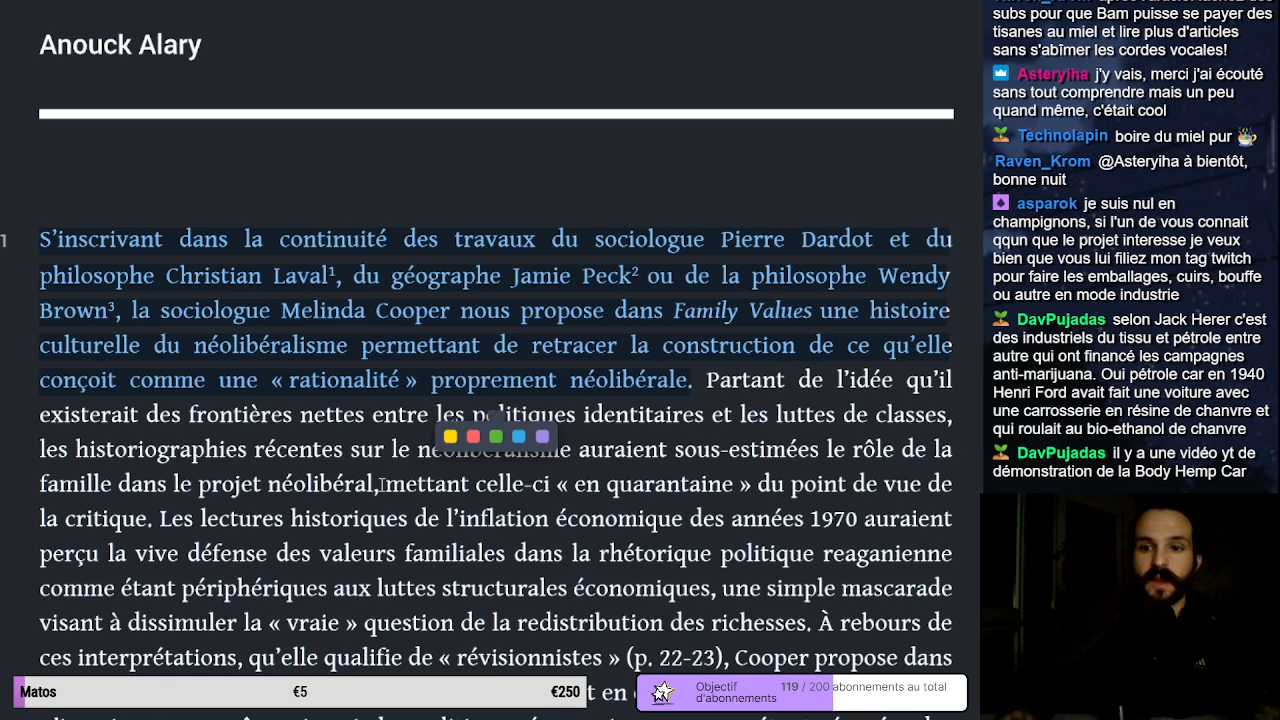 Anouck Alary
1
S’inscrivant dans la continuité des travaux du sociologue Pierre Dardot et du
philosophe Christian Laval¹, du géographe Jamie Peck² ou de la philosophe Wendy
Brown³, la sociologue Melinda Cooper nous propose dans Family Values une histoire
culturelle du néolibéralisme permettant de retracer la construction de ce qu’elle
conçoit comme une « rationalité » proprement néolibérale. Partant de l’idée qu’il
existerait des frontières nettes entre les politiques identitaires et les luttes de classes,
les historiographies récentes sur le néolibéralisme auraient sous-estimées le rôle de la
famille dans le projet néolibéral, mettant celle-ci « en quarantaine » du point de vue de
la critique. Les lectures historiques de l’inflation économique des années 1970 auraient
perçu la vive défense des valeurs familiales dans la rhétorique politique reaganienne
comme étant périphériques aux luttes structurales économiques, une simple mascarade
visant à dissimuler la « vraie » question de la redistribution des richesses. À rebours de
ces interprétations, qu’elle qualifie de « révisionnistes » (p. 22-23), Cooper propose dans
t en
Matos €5 €250
Objectif
d'abonnements
119 / 200 abonnements au total
subs pour que Bam puisse se payer des
tisanes au miel et lire plus d'articles
sans s'abîmer les cordes vocales!
Asteryiha j'y vais, merci j'ai écouté
sans tout comprendre mais un peu
quand même, c'était cool
Technolapin boire du miel pur
Raven_Krom @Asteryiha à bientôt,
bonne nuit
asparok je suis nul en
champignons, si l'un de vous connait
qqun que le projet interesse je veux
bien que vous lui filiez mon tag twitch
pour faire les emballages, cuirs, bouffe
ou autre en mode industrie
DavPujadas selon Jack Herer c'est
des industriels du tissu et pétrole entre
autre qui ont financé les campagnes
anti-marijuana. Oui pétrole car en 1940
Henri Ford avait fait une voiture avec
une carrosserie en résine de chanvre et
qui roulait au bio-ethanol de chanvre
DavPujadas il y a une vidéo yt de
démonstration de la Body Hemp Car